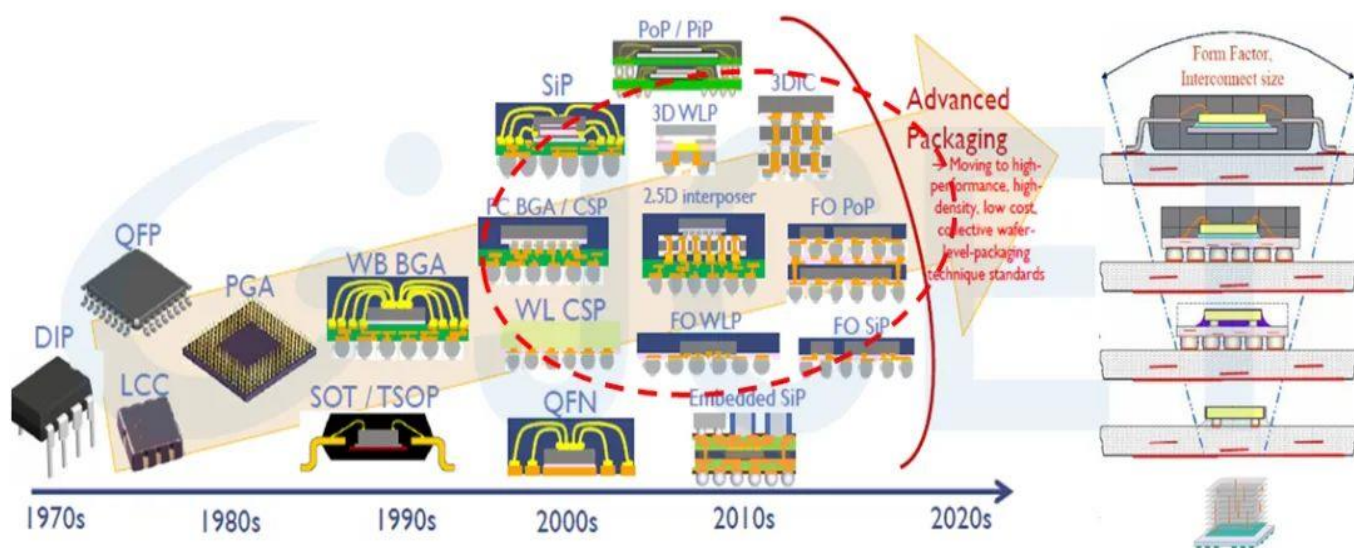 PoP / PiP
SiP
3D WLP
3DIC
Form Factor,
Interconnect size
Advanced
Packaging
→ Moving to high-
performance, high-
density, low cost,
collective wafer-
level-packaging
technique standards
QFP
PGA
WB BGA
FC BGA / CSP
2.5D interposer
FO PoP
DIP
LCC
WL CSP
FO WLP
FO SiP
SOT / TSOP
QFN
Embedded SiP
1970s
1980s
1990s
2000s
2010s
2020s